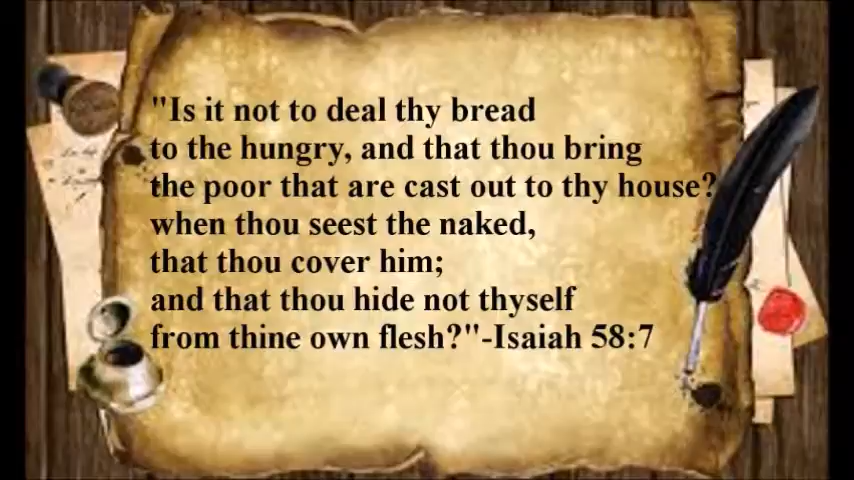 "Is it not to deal thy bread
to the hungry, and that thou bring
the poor that are cast out to thy house?
when thou seest the naked,
that thou cover him;
and that thou hide not thyself
from thine own flesh?"-Isaiah 58:7